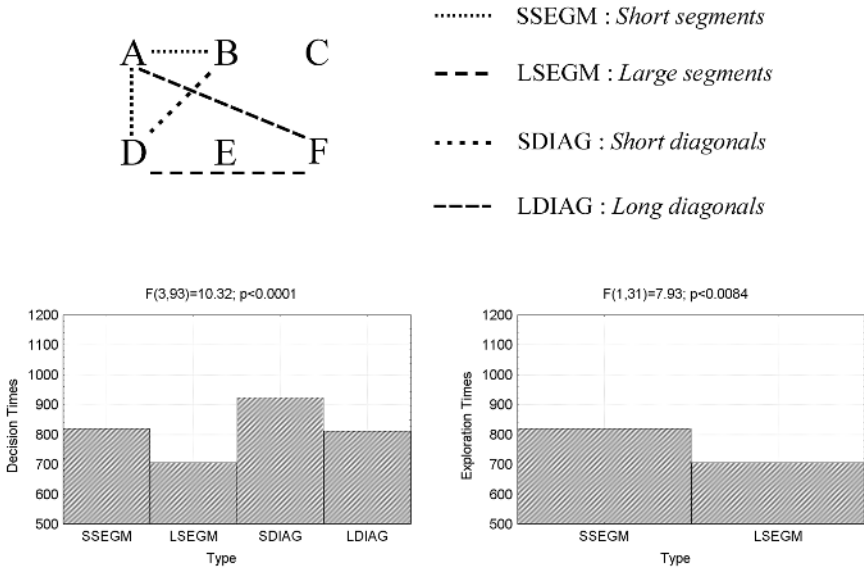 A B C
D E F
SSEGM : Short segments
LSEGM : Large segments
SDIAG : Short diagonals
LDIAG : Long diagonals
F(3,93)=10.32; p<0.0001
1200
1100
1000
900
800
700
600
500
Decision Times
SSEGM LSEGM SDIAG LDIAG
Type
F(1,31)=7.93; p<0.0084
1200
1100
1000
900
800
700
600
500
Exploration Times
SSEGM LSEGM
Type